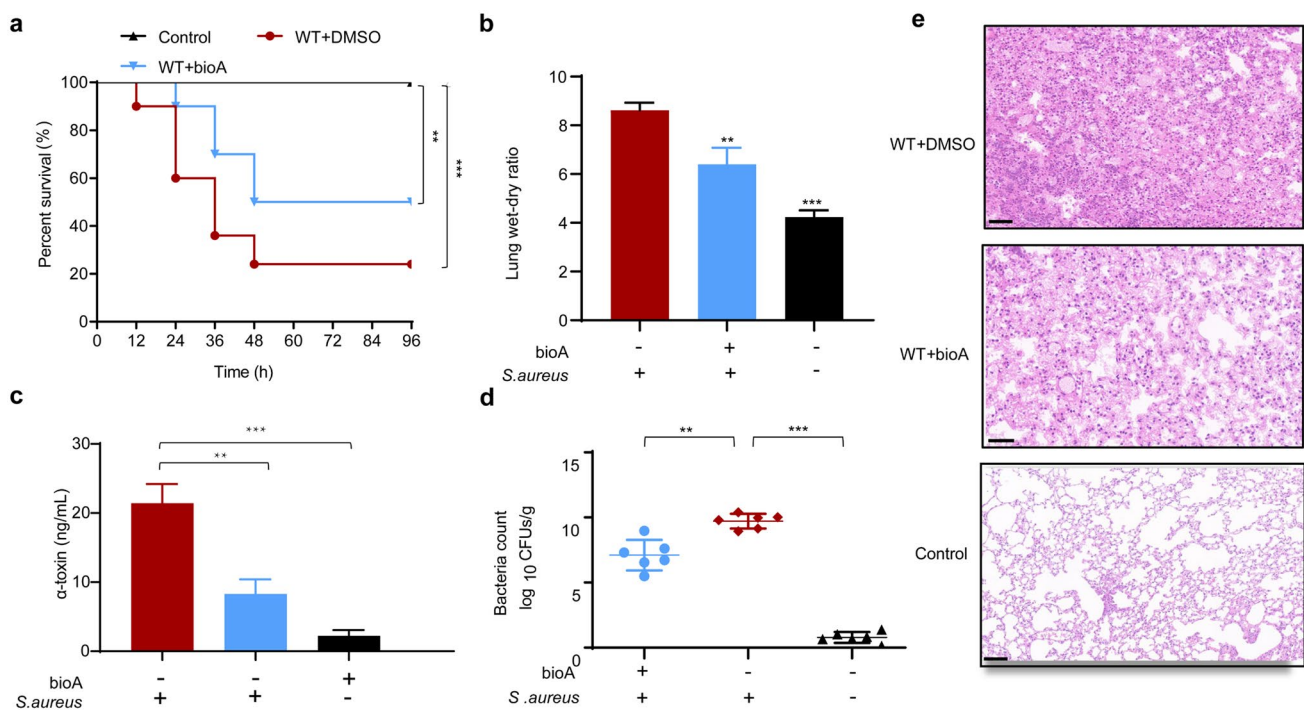 a
Control
WT+DMSO
WT+bioA
Percent survival (%)
100
80
60
40
20
0
0 12 24 36 48 60 72 84 96
Time (h)
**
***
b
Lung wet-dry ratio
10
8
6
4
2
0
**
***
bioA - + -
S.aureus + + -
c
α-toxin (ng/mL)
30
20
10
0
***
**
bioA - - +
S.aureus + + -
d
Bacteria count
log 10 CFUs/g
15
10
5
0
** ***
bioA + - -
S .aureus + + -
e
WT+DMSO
WT+bioA
Control